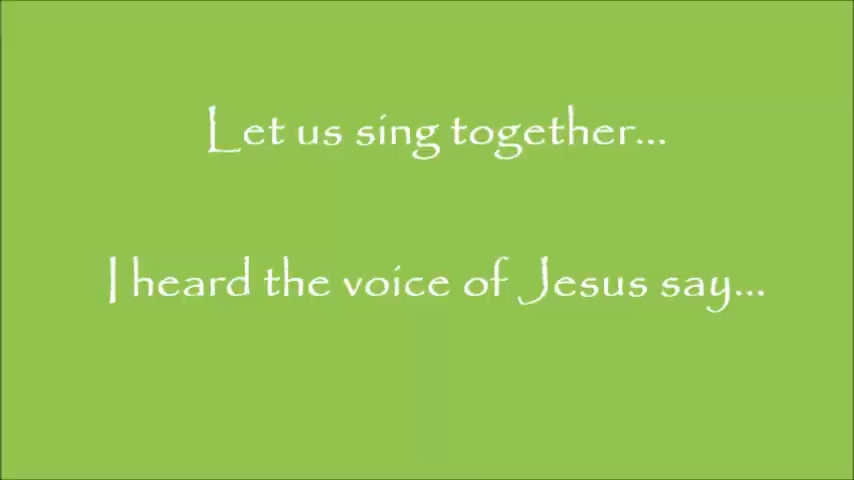 Let us sing together...
I heard the voice of Jesus say...